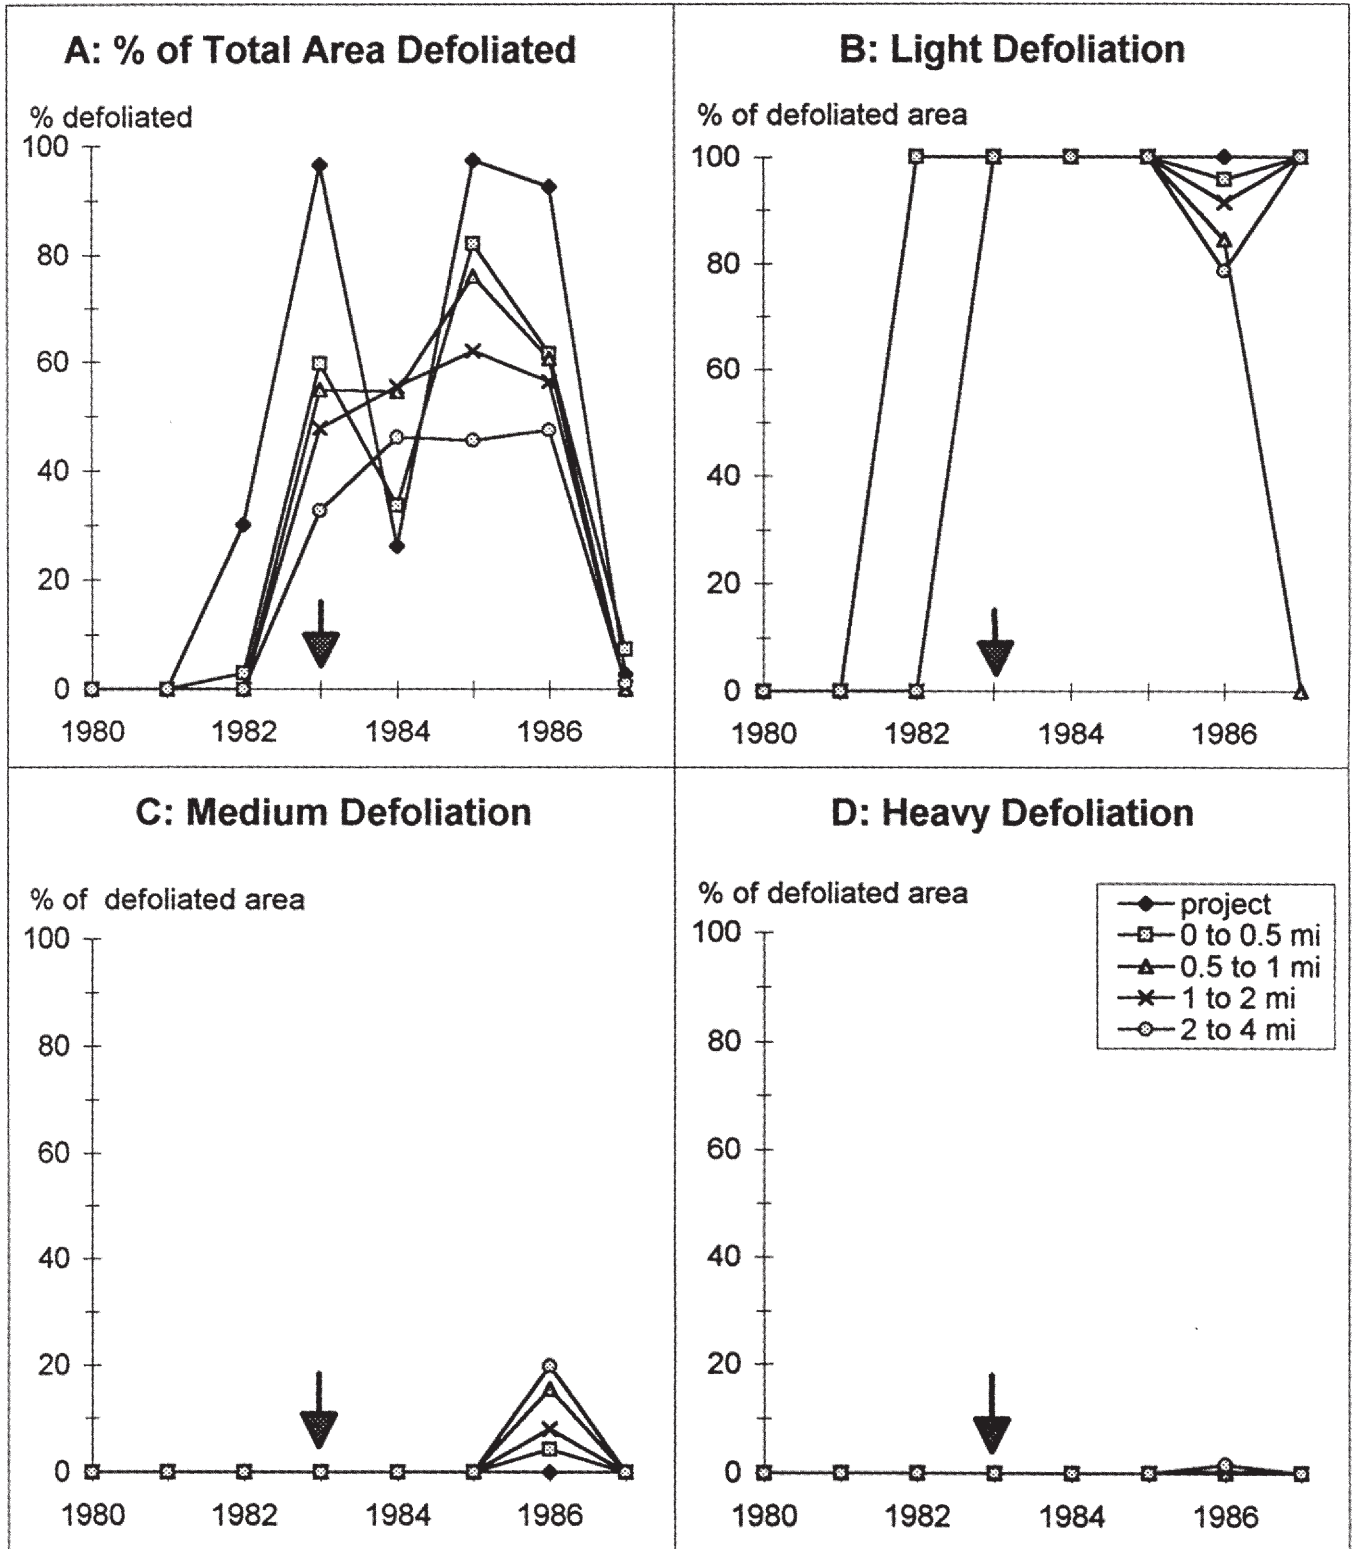 A: % of Total Area Defoliated
% defoliated
100
80
60
40
20
0
1980 1982 1984 1986
B: Light Defoliation
% of defoliated area
100
80
60
40
20
0
1980 1982 1984 1986
C: Medium Defoliation
% of defoliated area
100
80
60
40
20
0
1980 1982 1984 1986
D: Heavy Defoliation
% of defoliated area
100
80
60
40
20
0
1980 1982 1984 1986
project
0 to 0.5 mi
0.5 to 1 mi
1 to 2 mi
2 to 4 mi